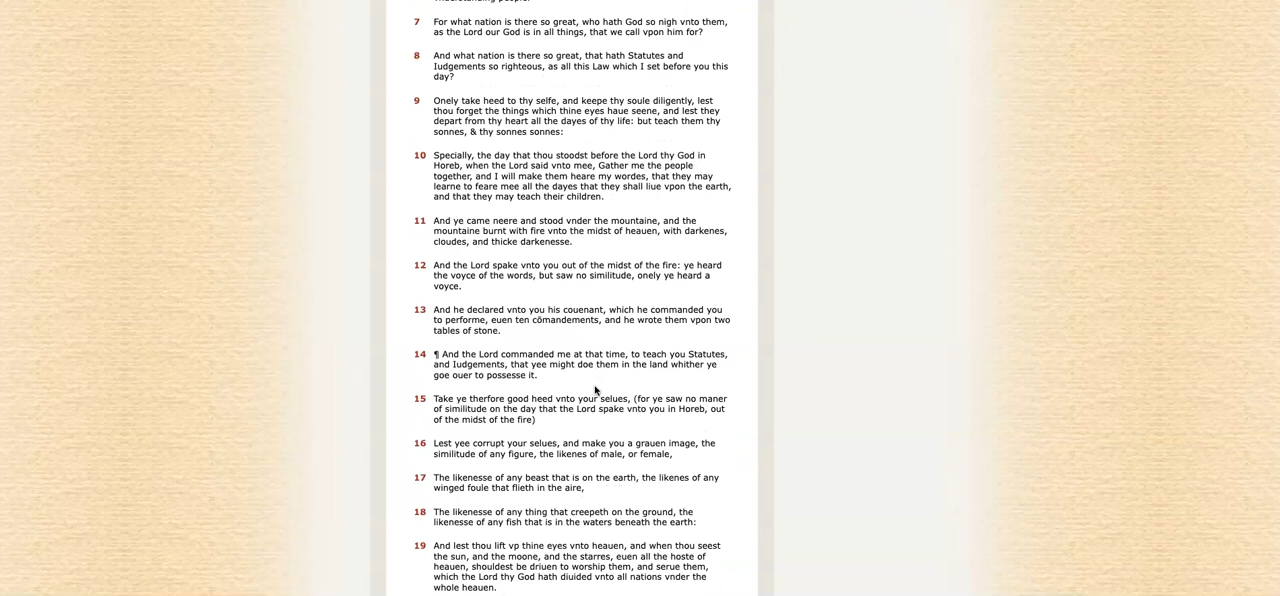 7 For what nation is there so great, who hath God so nigh vnto them,
as the Lord our God is in all things, that we call vpon him for?
8 And what nation is there so great, that hath Statutes and
Iudgements so righteous, as all this Law which I set before you this
day?
9 Onely take heed to thy selfe, and keepe thy soule diligently, lest
thou forget the things which thine eyes haue seene, and lest they
depart from thy heart all the dayes of thy life: but teach them thy
sonnes, & thy sonnes sonnes:
10 Specially, the day that thou stoodst before the Lord thy God in
Horeb, when the Lord said vnto mee, Gather me the people
together, and I will make them heare my wordes, that they may
learne to feare mee all the dayes that they shall liue vpon the earth,
and that they may teach their children.
11 And ye came neere and stood vnder the mountaine, and the
mountaine burnt with fire vnto the midst of heauen, with darkenes,
cloudes, and thicke darkenesse.
12 And the Lord spake vnto you out of the midst of the fire: ye heard
the voyce of the words, but saw no similitude, onely ye heard a
voyce.
13 And he declared vnto you his couenant, which he commanded you
to performe, euen ten cōmandements, and he wrote them vpon two
tables of stone.
14 ¶ And the Lord commanded me at that time, to teach you Statutes,
and Iudgements, that yee might doe them in the land whither ye
goe ouer to possesse it.
15 Take ye therfore good heed vnto your selues, (for ye saw no maner
of similitude on the day that the Lord spake vnto you in Horeb, out
of the midst of the fire)
16 Lest yee corrupt your selues, and make you a grauen image, the
similitude of any figure, the likenes of male, or female,
17 The likenesse of any beast that is on the earth, the likenes of any
winged foule that flieth in the aire,
18 The likenesse of any thing that creepeth on the ground, the
likenesse of any fish that is in the waters beneath the earth:
19 And lest thou lift vp thine eyes vnto heauen, and when thou seest
the sun, and the moone, and the starres, euen all the hoste of
heauen, shouldest be driuen to worship them, and serue them,
which the Lord thy God hath diuided vnto all nations vnder the
whole heauen.